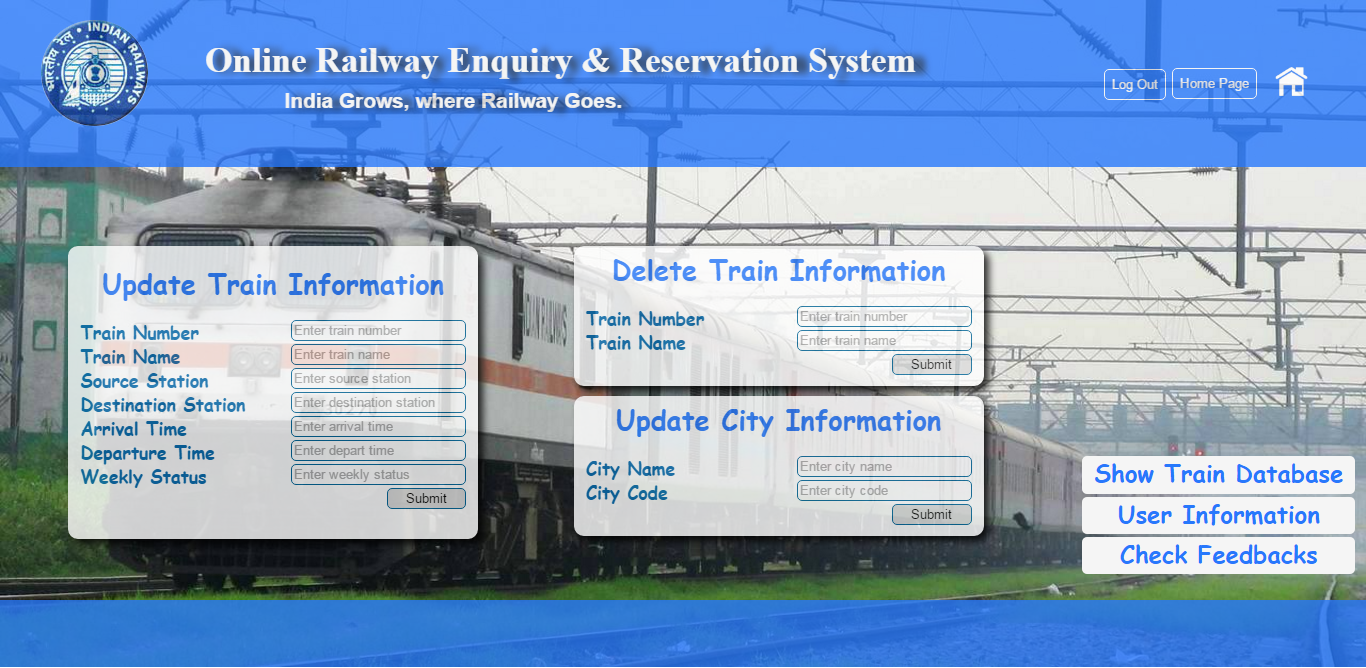 भारतीय रेल • INDIAN RAILWAYS
Online Railway Enquiry & Reservation System
India Grows, where Railway Goes.
Log Out
Home Page
Update Train Information
Train Number
Enter train number
Train Name
Enter train name
Source Station
Enter source station
Destination Station
Enter destination station
Arrival Time
Enter arrival time
Departure Time
Enter depart time
Weekly Status
Enter weekly status
Submit
INDIAN RAILWAYS
Delete Train Information
Train Number
Enter train number
Train Name
Enter train name
Submit
Update City Information
City Name
Enter city name
City Code
Enter city code
Submit
Show Train Database
User Information
Check Feedbacks